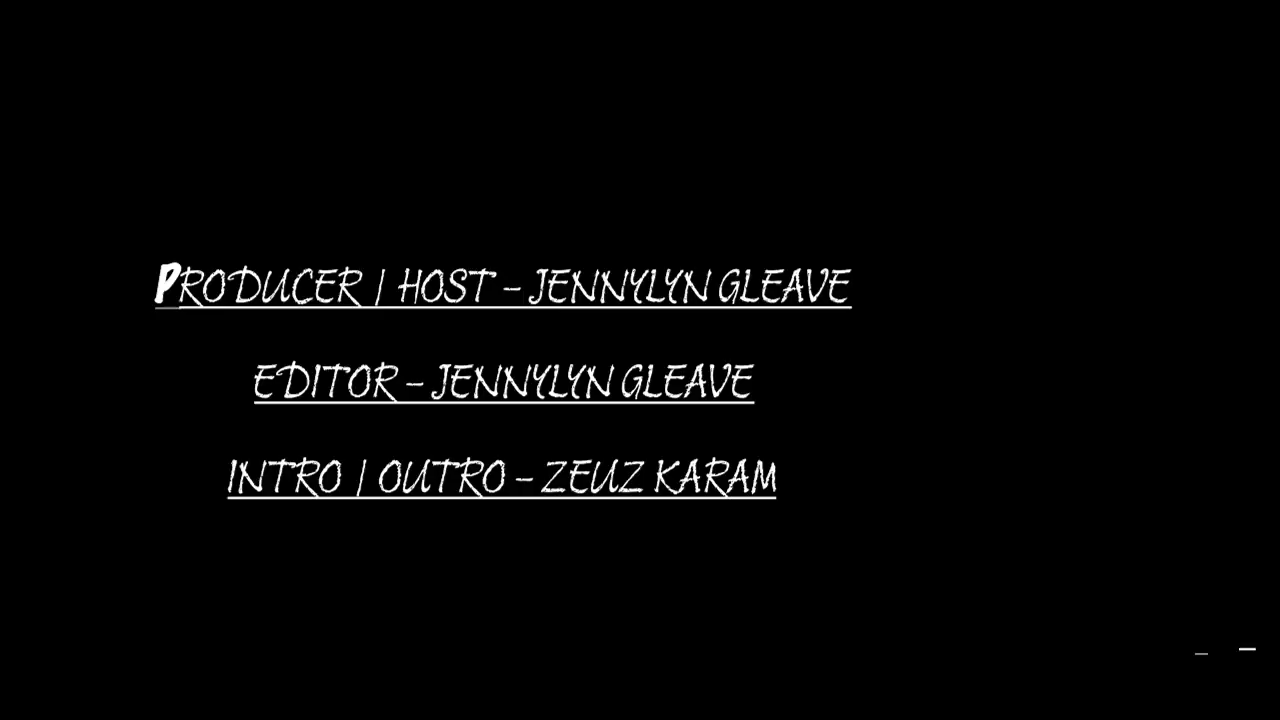 PRODUCER | HOST – JENNYLYN GLEAVE
EDITOR – JENNYLYN GLEAVE
INTRO | OUTRO – ZEUZ KARAM